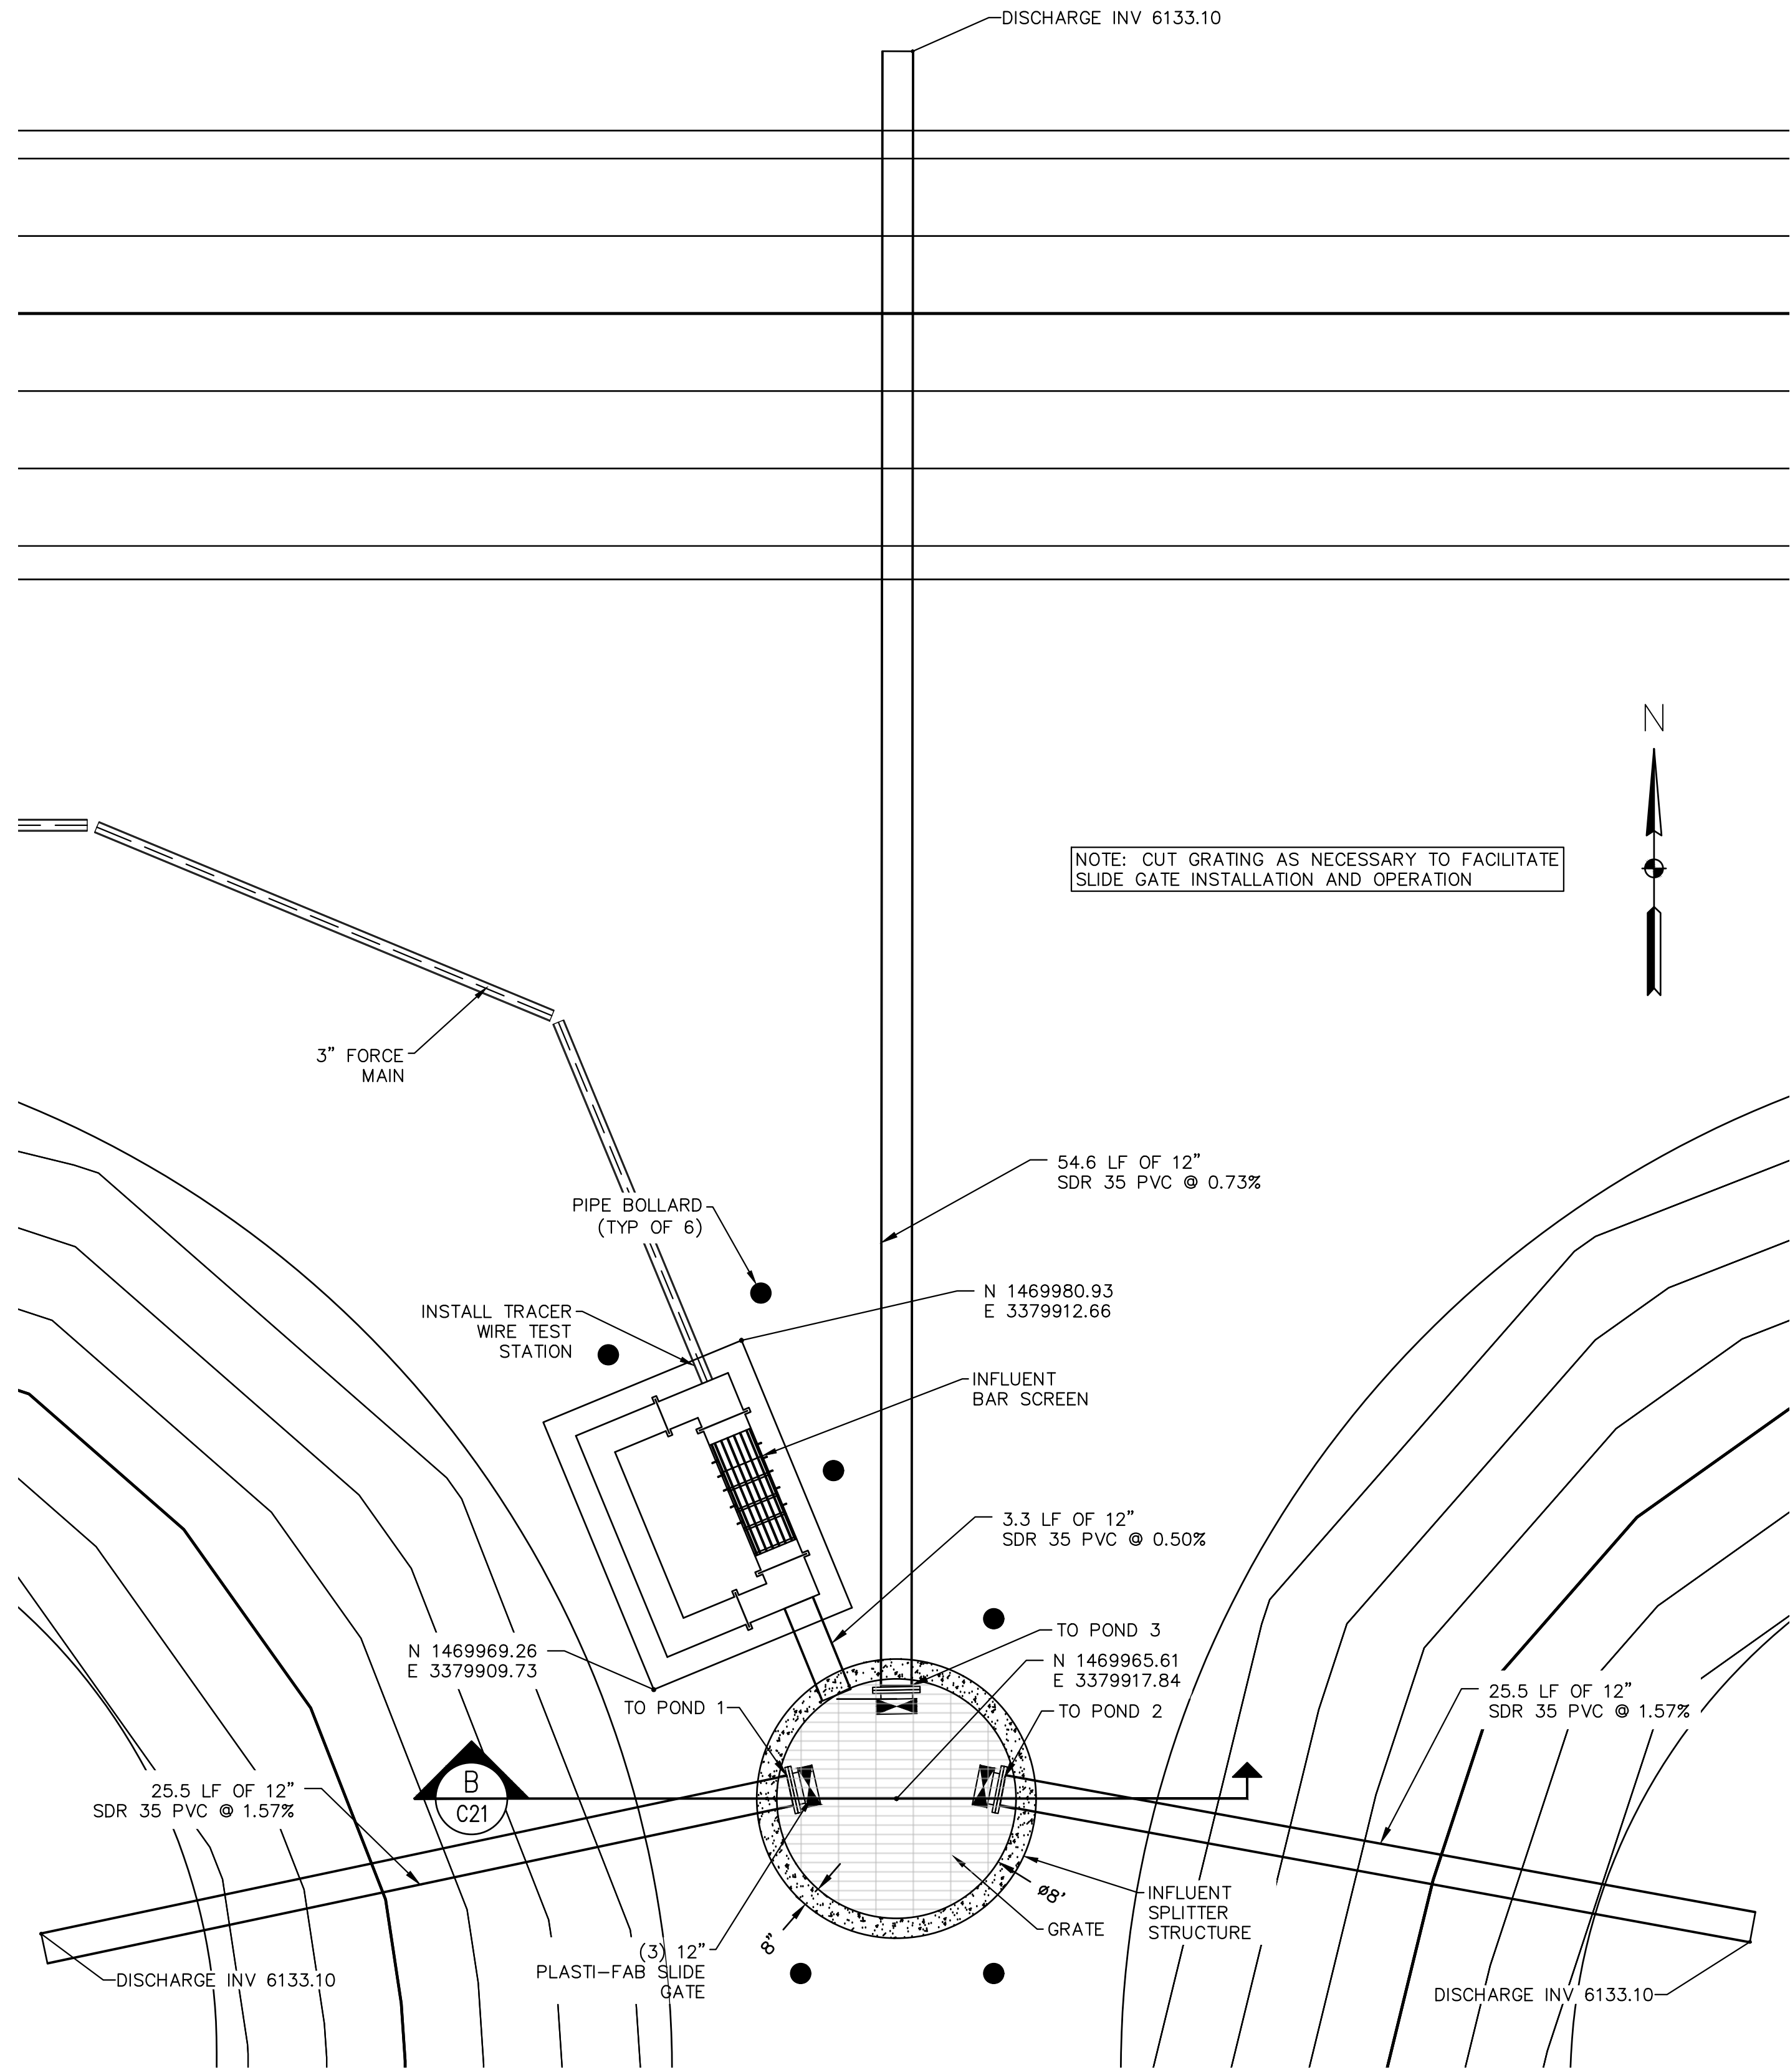 DISCHARGE INV 6133.10
N
NOTE: CUT GRATING AS NECESSARY TO FACILITATE
SLIDE GATE INSTALLATION AND OPERATION
3" FORCE
MAIN
54.6 LF OF 12"
SDR 35 PVC @ 0.73%
PIPE BOLLARD
(TYP OF 6)
N 1469980.93
E 3379912.66
INSTALL TRACER
WIRE TEST
STATION
INFLUENT
BAR SCREEN
3.3 LF OF 12"
SDR 35 PVC @ 0.50%
TO POND 3
N 1469969.26
E 3379909.73
N 1469965.61
E 3379917.84
TO POND 1
TO POND 2
25.5 LF OF 12"
SDR 35 PVC @ 1.57%
B
C21
25.5 LF OF 12"
SDR 35 PVC @ 1.57%
ø8'
INFLUENT
SPLITTER
STRUCTURE
GRATE
8"
(3) 12"
PLASTI-FAB SLIDE
GATE
DISCHARGE INV 6133.10
DISCHARGE INV 6133.10